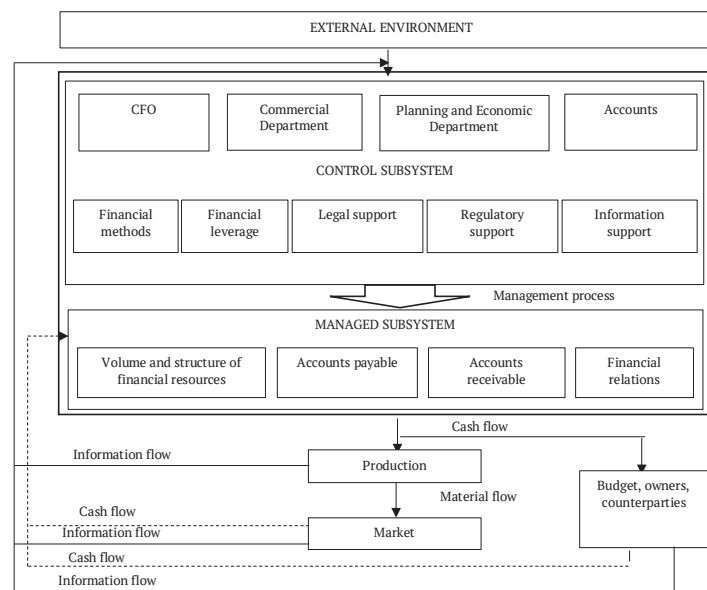 EXTERNAL ENVIRONMENT
CFO
Commercial
Department
Planning and Economic
Department
Accounts
CONTROL SUBSYSTEM
Financial
methods
Financial
leverage
Legal support
Regulatory
support
Information
support
Management process
MANAGED SUBSYSTEM
Volume and structure of
financial resources
Accounts payable
Accounts
receivable
Financial
relations
Cash flow
Information flow
Production
Material flow
Budget, owners,
counterparties
Cash flow
Information flow
Market
Cash flow
Information flow